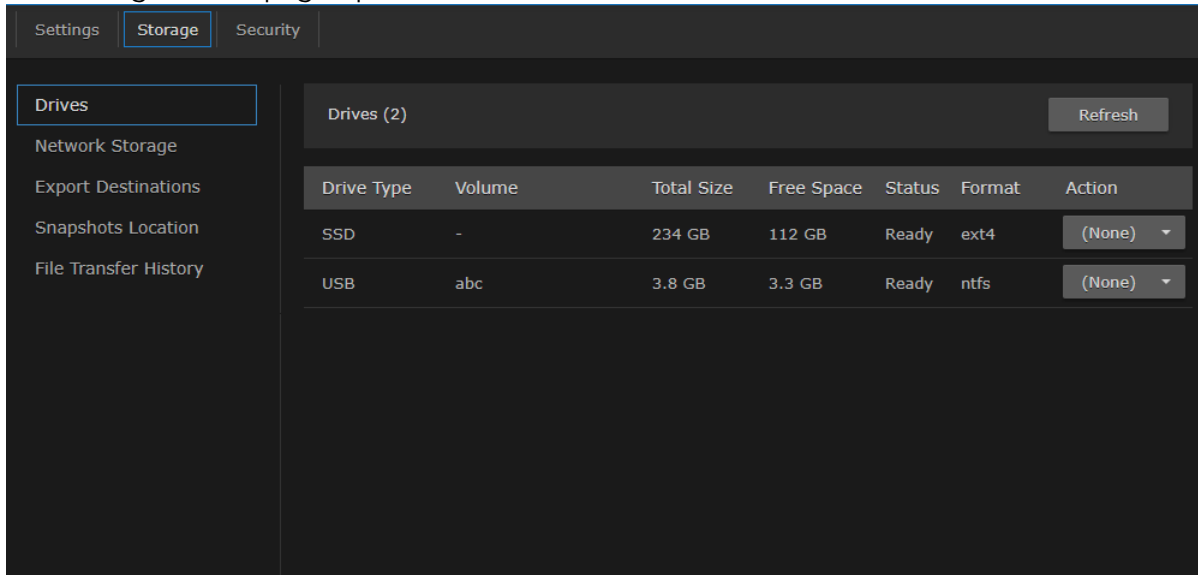 Settings Storage Security
Drives
Network Storage
Export Destinations
Snapshots Location
File Transfer History
Drives (2) Refresh
Drive Type Volume Total Size Free Space Status Format Action
SSD - 234 GB 112 GB Ready ext4 (None)
USB abc 3.8 GB 3.3 GB Ready ntfs (None)